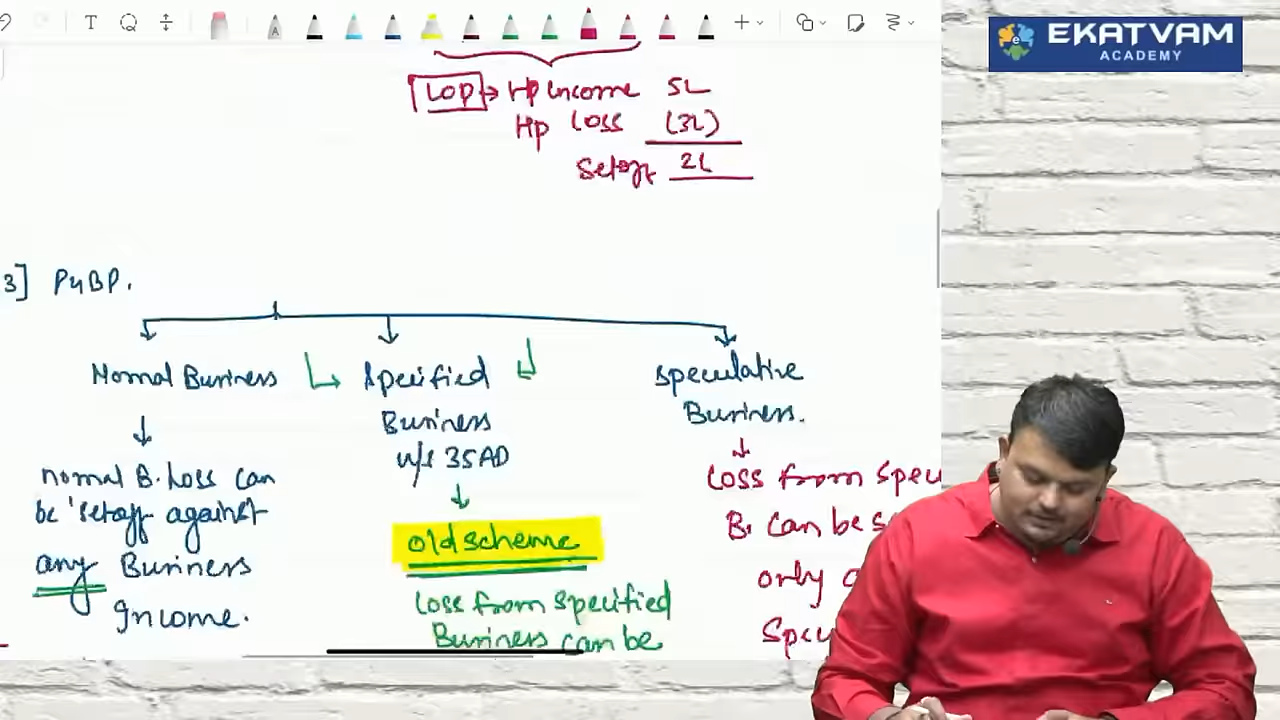 EKATVAM
ACADEMY
LOP → HP Income 5L
HP Loss (3L)
Setoff 2L
3] PGBP.
Normal Business
Specified
Business
u/s 35AD
speculative
Business.
normal B. Loss can
be setoff against
any Business
Income.
old scheme
Loss from specified
Business can be
Loss from Specu
B. can be s
only
Specu